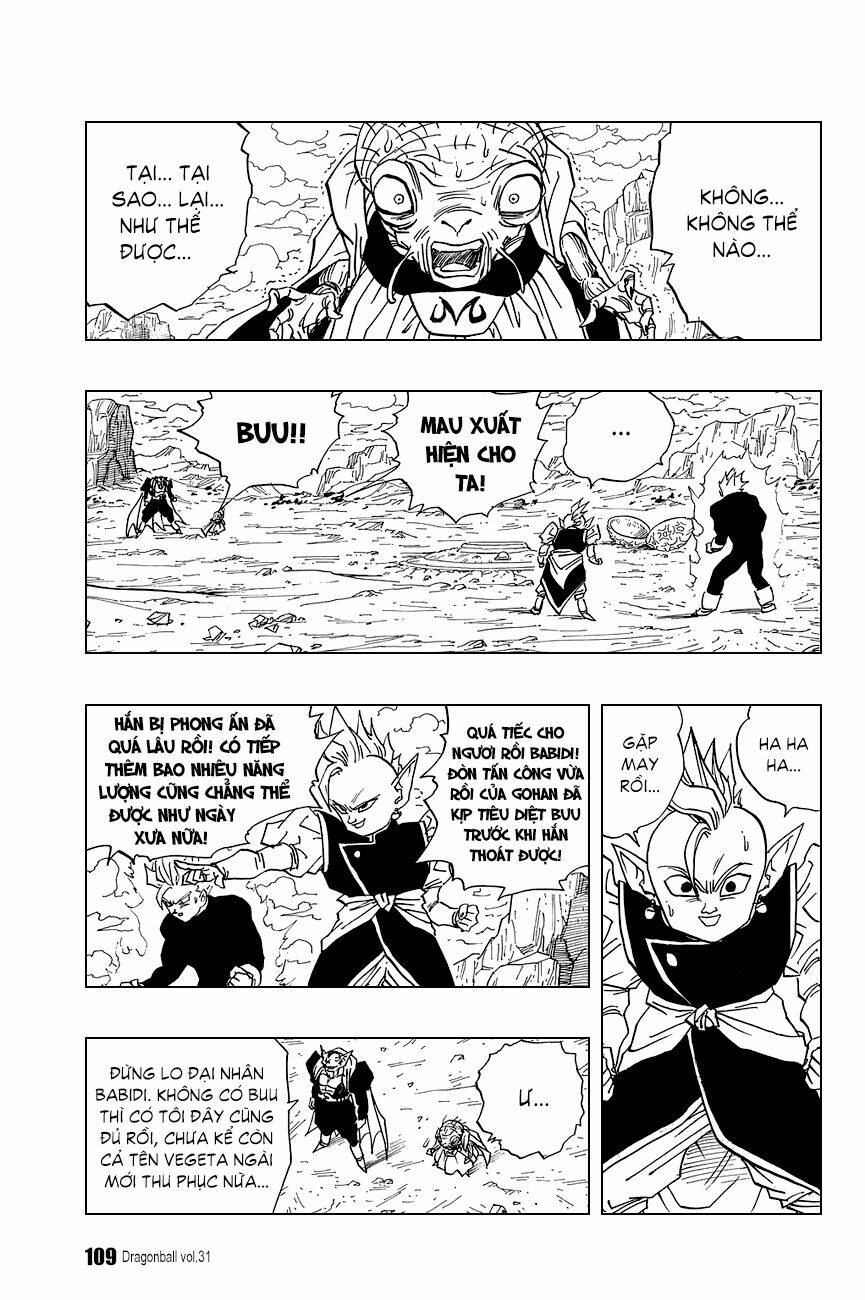 KHÔNG...
KHÔNG THỂ
NÀO...
TẠI... TẠI
SAO... LẠI...
NHƯ THẾ
ĐƯỢC...
...
MAU XUẤT
HIỆN CHO
TA!
BUU!!
HA HA
HA...
GẶP
MAY
RỒI...
QUÁ TIẾC CHO
NGƯƠI RỒI BABIDI!
ĐÒN TẤN CÔNG VỪA
RỒI CỦA GOHAN ĐÃ
KỊP TIÊU DIỆT BUU
TRƯỚC KHI HẮN
THOÁT ĐƯỢC!
HẮN BỊ PHONG ẤN ĐÃ
QUÁ LÂU RỒI! CÓ TIẾP
THÊM BAO NHIÊU NĂNG
LƯỢNG CŨNG CHẲNG THỂ
ĐƯỢC NHƯ NGÀY
XƯA NỮA!
Ư...
ĐỪNG LO ĐẠI NHÂN
BABIDI. KHÔNG CÓ BUU
THÌ CÓ TÔI ĐÂY CŨNG
ĐỦ RỒI, CHƯA KỂ CÒN
CẢ TÊN VEGETA NGÀI
MỚI THU PHỤC NỮA...
109 Dragonball vol.31